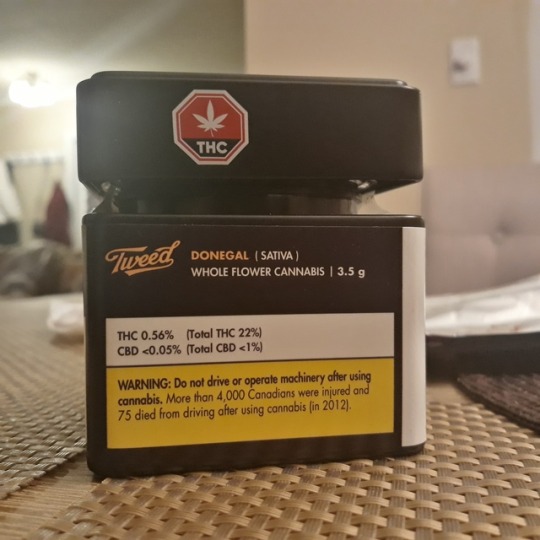 THC
Tweed
DONEGAL (SATIVA)
WHOLE FLOWER CANNABIS | 3.5 g
THC 0.56% (Total THC 22%)
CBD <0.05% (Total CBD <1%)
WARNING: Do not drive or operate machinery after using
cannabis. More than 4,000 Canadians were injured and
75 died from driving after using cannabis (in 2012).